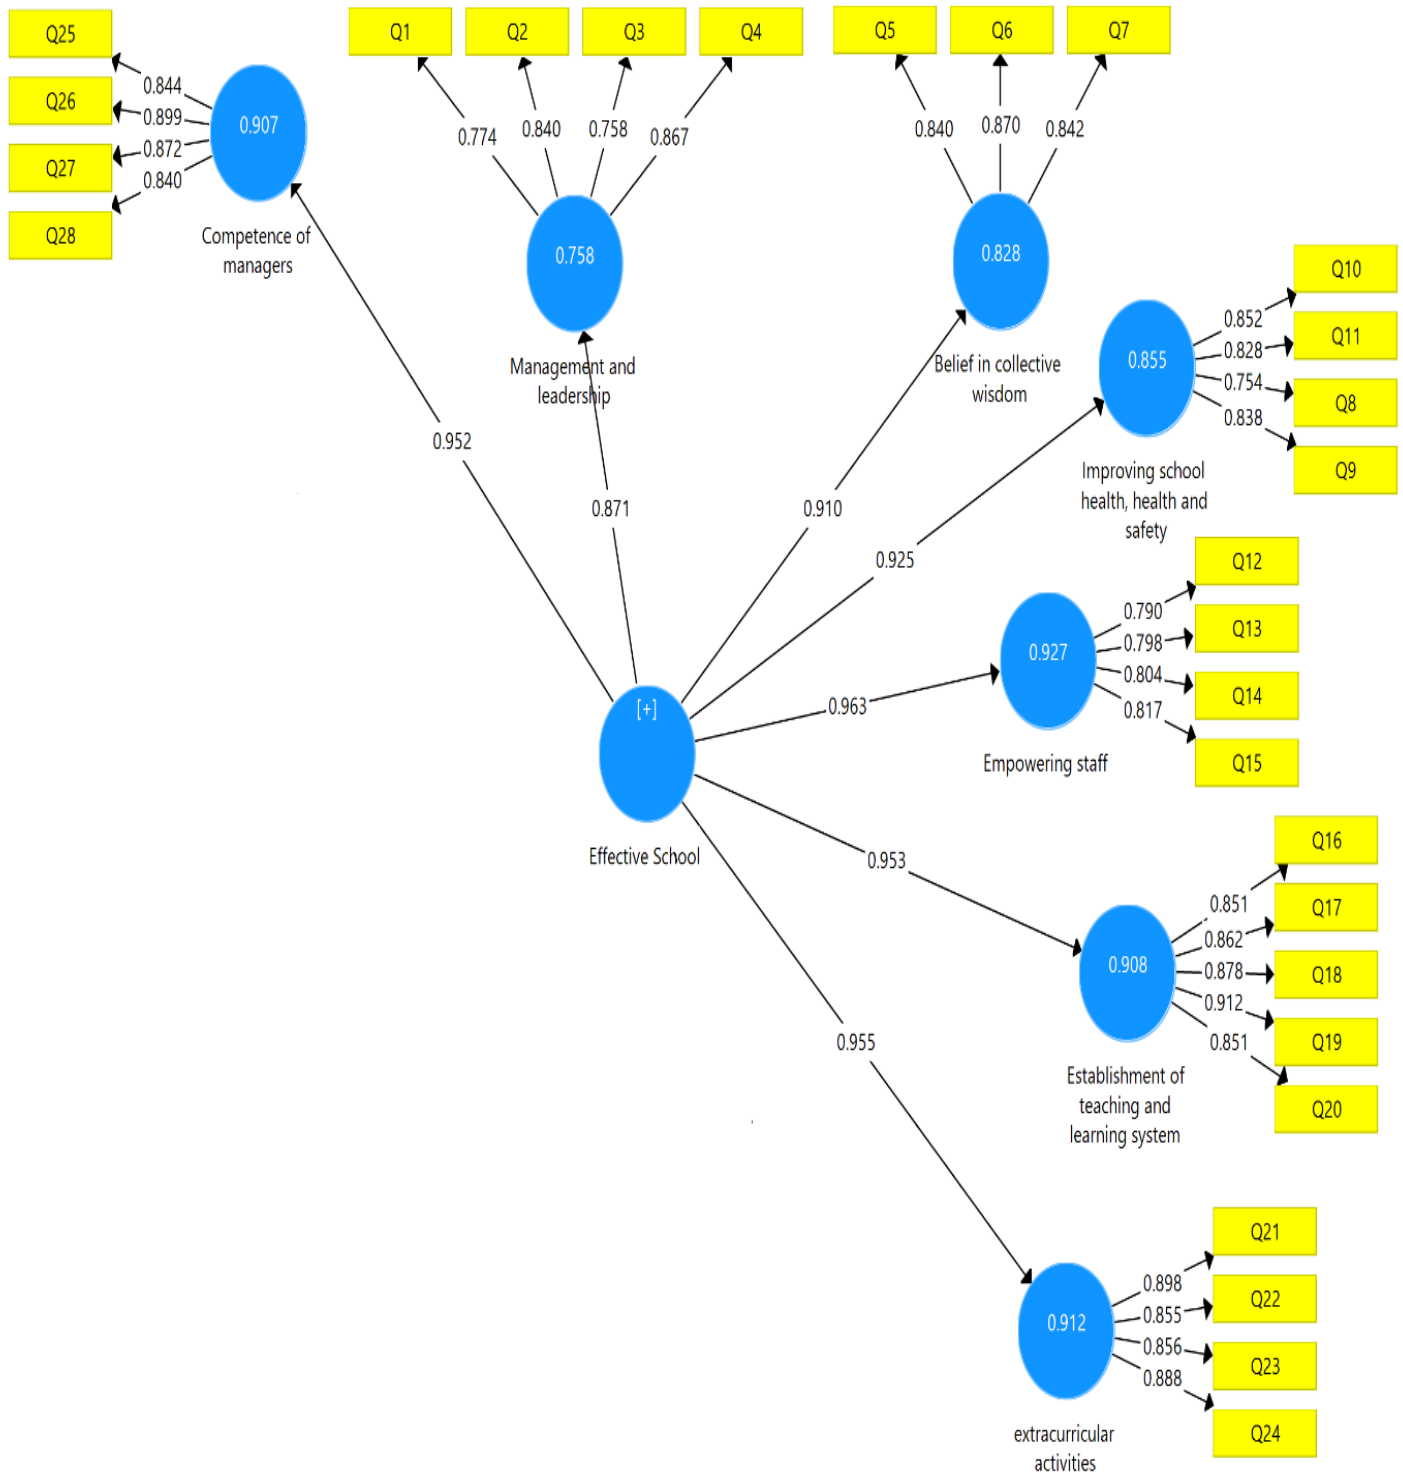 Q25
Q26
Q27
Q28
0.844
0.899
0.872
0.840
0.907
Competence of
managers
Q1
Q2
Q3
Q4
0.774
0.840
0.758
0.867
0.758
Management and
leadership
Q5
Q6
Q7
0.840
0.870
0.842
0.828
Belief in collective
wisdom
Q10
Q11
Q8
Q9
0.852
0.828
0.754
0.838
0.855
Improving school
health, health and
safety
0.952
0.871
0.910
0.925
0.963
0.953
0.955
[+]
Effective School
Q12
Q13
Q14
Q15
0.790
0.798
0.804
0.817
0.927
Empowering staff
Q16
Q17
Q18
Q19
Q20
0.851
0.862
0.878
0.912
0.851
0.908
Establishment of
teaching and
learning system
Q21
Q22
Q23
Q24
0.898
0.855
0.856
0.888
0.912
extracurricular
activities